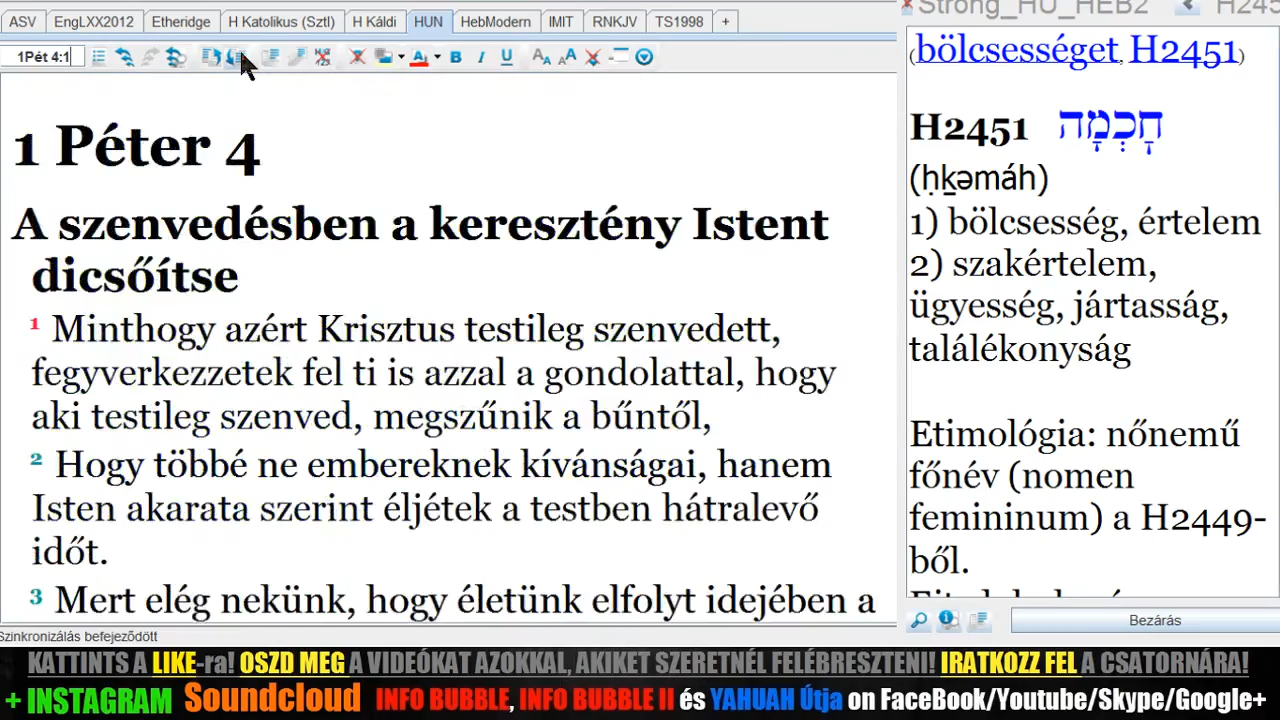 ASV EngLXX2012 Etheridge H Katolikus (Sztl) H Káldi HUN HebModern IMIT RNKJV TS1998 +
1Pét 4:1
1 Péter 4
A szenvedésben a keresztény Istent
dicsőítse
1 Minthogy azért Krisztus testileg szenvedett,
fegyverkezzetek fel ti is azzal a gondolattal, hogy
aki testileg szenved, megszűnik a bűntől,
2 Hogy többé ne embereknek kívánságai, hanem
Isten akarata szerint éljétek a testben hátralevő
időt.
3 Mert elég nekünk, hogy életünk elfolyt idejében a
Szinkronizálás befejeződött
Strong_HU_HEB2
(bölcsességet, H2451)
H2451 חָכְמָה
(ḥḵəmáh)
1) bölcsesség, értelem
2) szakértelem,
ügyesség, jártasság,
találékonyság
Etimológia: nőnemű
főnév (nomen
femininum) a H2449-
ből.
Bezárás
KATTINTS A LIKE-ra! OSZD MEG A VIDEÓKAT AZOKKAL, AKIKET SZERETNÉL FELÉBRESZTENI! IRATKOZZ FEL A CSATORNÁRA!
+ INSTAGRAM Soundcloud INFO BUBBLE, INFO BUBBLE II és YAHUAH Útja on FaceBook/Youtube/Skype/Google+